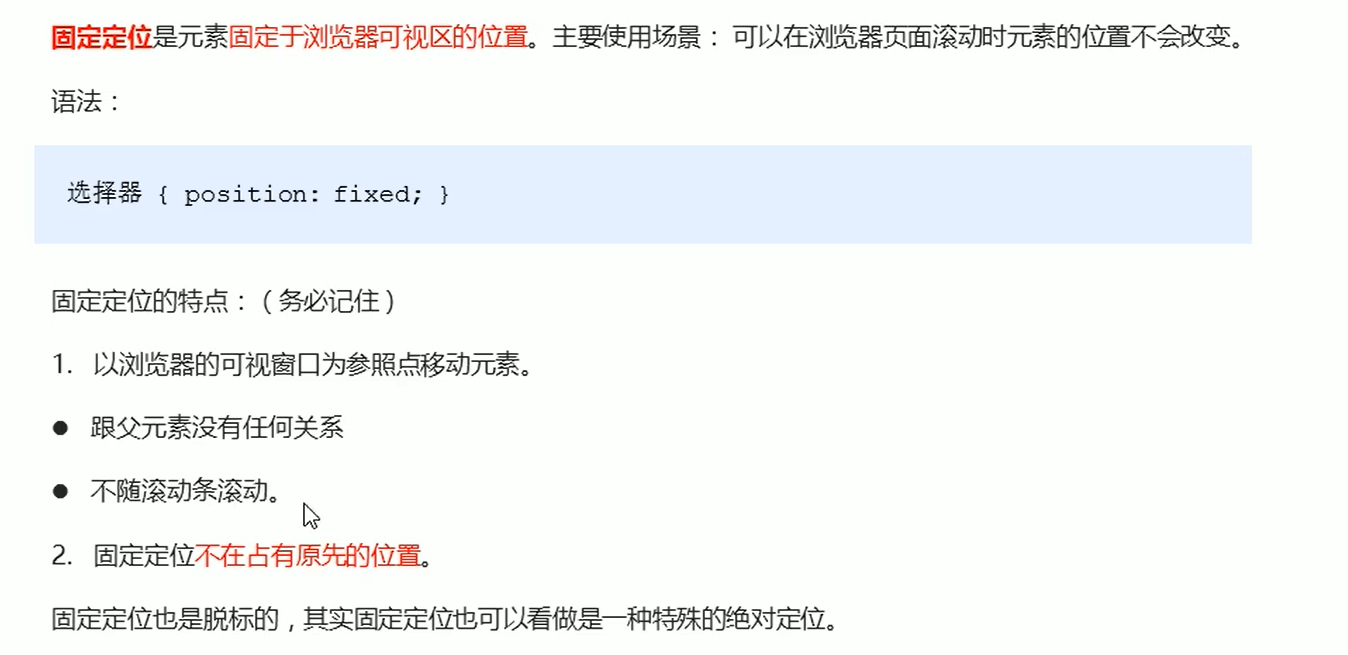 固定定位是元素固定于浏览器可视区的位置。主要使用场景： 可以在浏览器页面滚动时元素的位置不会改变。
语法：
选择器 { position: fixed; }
固定定位的特点：（务必记住）
1. 以浏览器的可视窗口为参照点移动元素。
● 跟父元素没有任何关系
● 不随滚动条滚动。
2. 固定定位不在占有原先的位置。
固定定位也是脱标的，其实固定定位也可以看做是一种特殊的绝对定位。